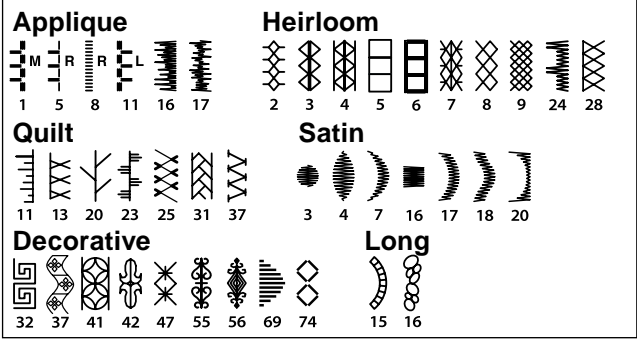 Applique
M R R L
1 5 8 11 16 17
Heirloom
2 3 4 5 6 7 8 9 24 28
Quilt
11 13 20 23 25 31 37
Satin
3 4 7 16 17 18 20
Decorative
32 37 41 42 47 55 56 69 74
Long
15 16